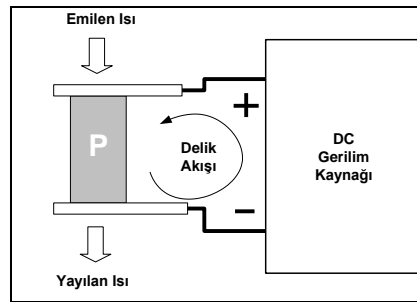 Emilen Isı
+
P
Delik
Akışı
DC
Gerilim
Kaynağı
-
Yayılan Isı